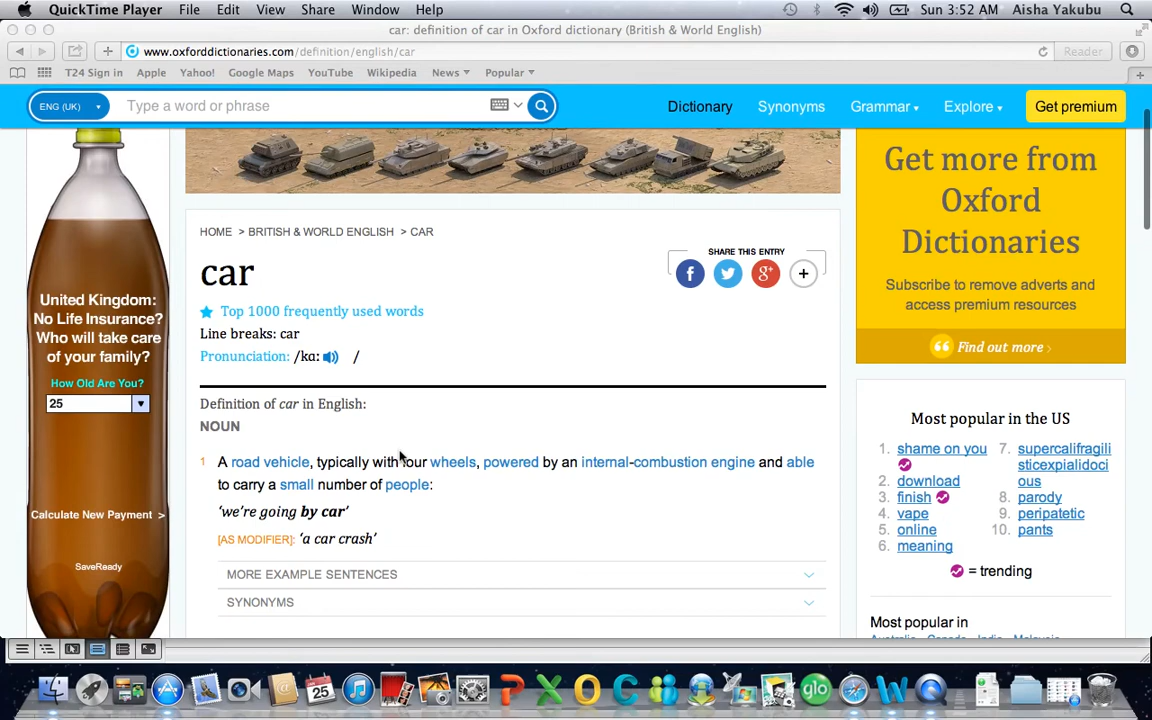 QuickTime Player File Edit View Share Window Help Sun 3:52 AM Aisha Yakubu
car: definition of car in Oxford dictionary (British & World English)
www.oxforddictionaries.com/definition/english/car Reader
T24 Sign in Apple Yahoo! Google Maps YouTube Wikipedia News Popular
ENG (UK) Type a word or phrase Dictionary Synonyms Grammar Explore Get premium
United Kingdom:
No Life Insurance?
Who will take care
of your family?
How Old Are You?
25
Calculate New Payment >
SaveReady
HOME > BRITISH & WORLD ENGLISH > CAR
SHARE THIS ENTRY
car
f g+ +
Top 1000 frequently used words
Line breaks: car
Pronunciation: /kɑː /
Definition of car in English:
NOUN
1 A road vehicle, typically with four wheels, powered by an internal-combustion engine and able
to carry a small number of people:
‘we’re going by car’
[AS MODIFIER]: ‘a car crash’
MORE EXAMPLE SENTENCES
SYNONYMS
Get more from
Oxford
Dictionaries
Subscribe to remove adverts and
access premium resources
Find out more ›
Most popular in the US
1. shame on you
2. download
3. finish
4. vape
5. online
6. meaning
7. supercalifragili
sticexpialidoci
ous
8. parody
9. peripatetic
10. pants
= trending
Most popular in
Australia Canada India Malaysia
25
glo